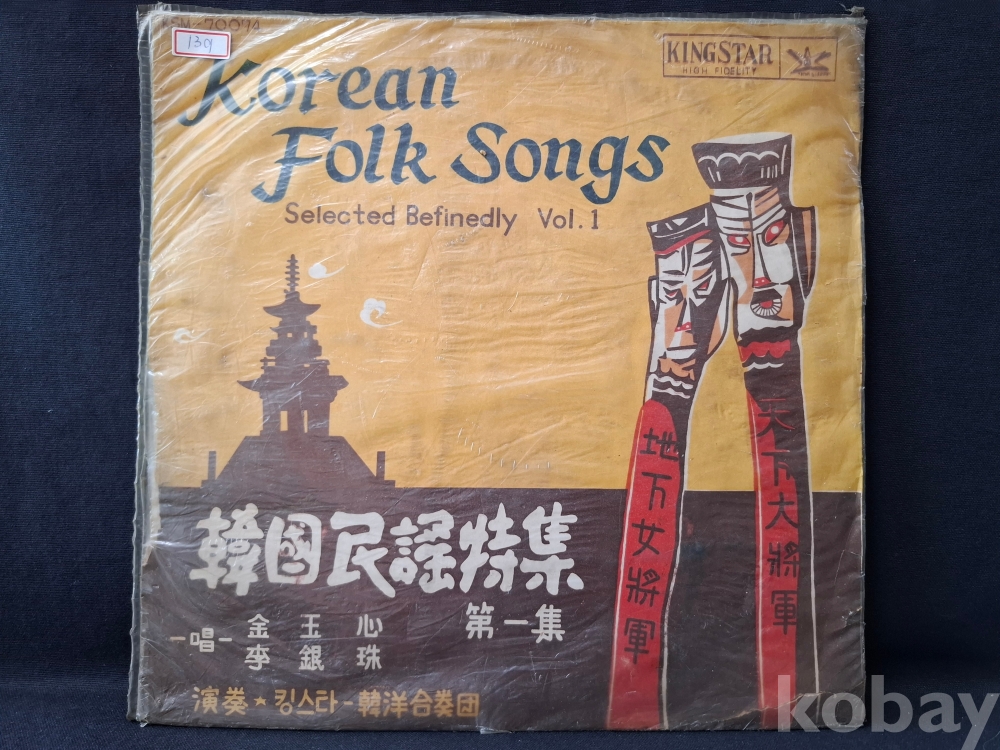 KSM-70074
139
KINGSTAR
HIGH FIDELITY
Korean
Folk Songs
Selected Befinedly Vol. 1
天下大將軍
地下女將軍
韓國民謠特集
第一集
-唱-
金玉心
李銀珠
演奏★킹스타-韓洋合奏団
kobay